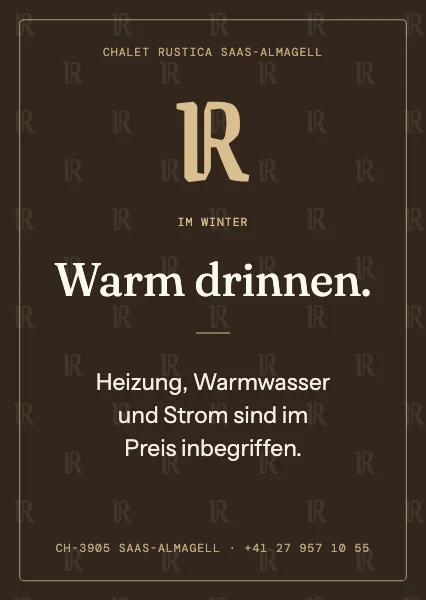 CHALET RUSTICA SAAS-ALMAGELL
R
IM WINTER
Warm drinnen.
Heizung, Warmwasser
und Strom sind im
Preis inbegriffen.
CH-3905 SAAS-ALMAGELL · +41 27 957 10 55